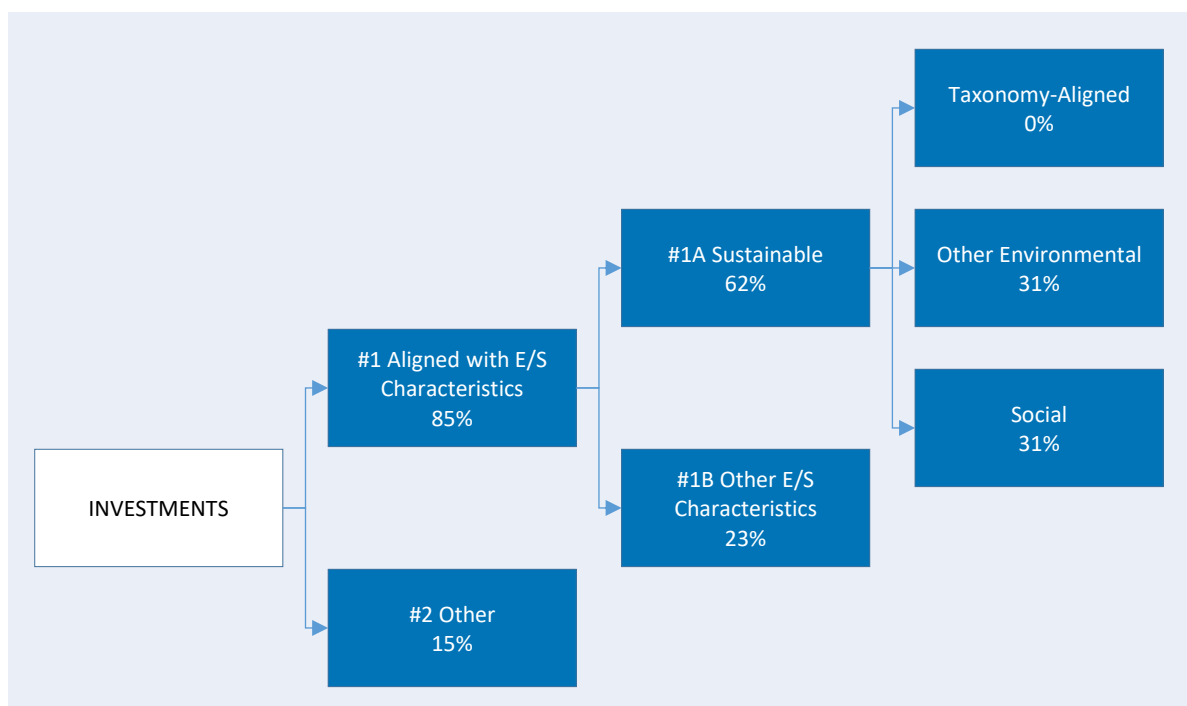 INVESTMENTS
#1 Aligned with E/S
Characteristics
85%
#2 Other
15%
#1A Sustainable
62%
#1B Other E/S
Characteristics
23%
Taxonomy-Aligned
0%
Other Environmental
31%
Social
31%